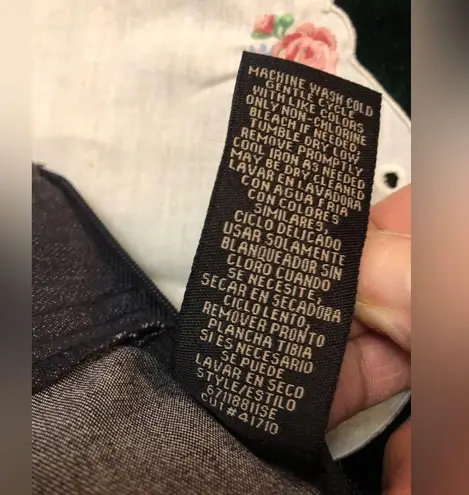 MACHINE WASH COLD
GENTLE CYCLE
WITH LIKE COLORS
ONLY NON-CHLORINE
BLEACH IF NEEDED.
TUMBLE DRY LOW
REMOVE PROMPTLY
COOL IRON AS NEEDED
MAY BE DRY CLEANED
LAVAR EN LAVADORA
CON AGUA FRIA
CON COLORES
SIMILARES,
CICLO DELICADO
USAR SOLAMENTE
BLANQUEADOR SIN
CLORO CUANDO
SE NECESITE,
SECAR EN SECADORA
CICLO LENTO,
REMOVER PRONTO
PLANCHA TIBIA
SI ES NECESARIO
SE PUEDE
LAVAR EN SECO
STYLE/ESTILO
67118811SE
CUT #41710